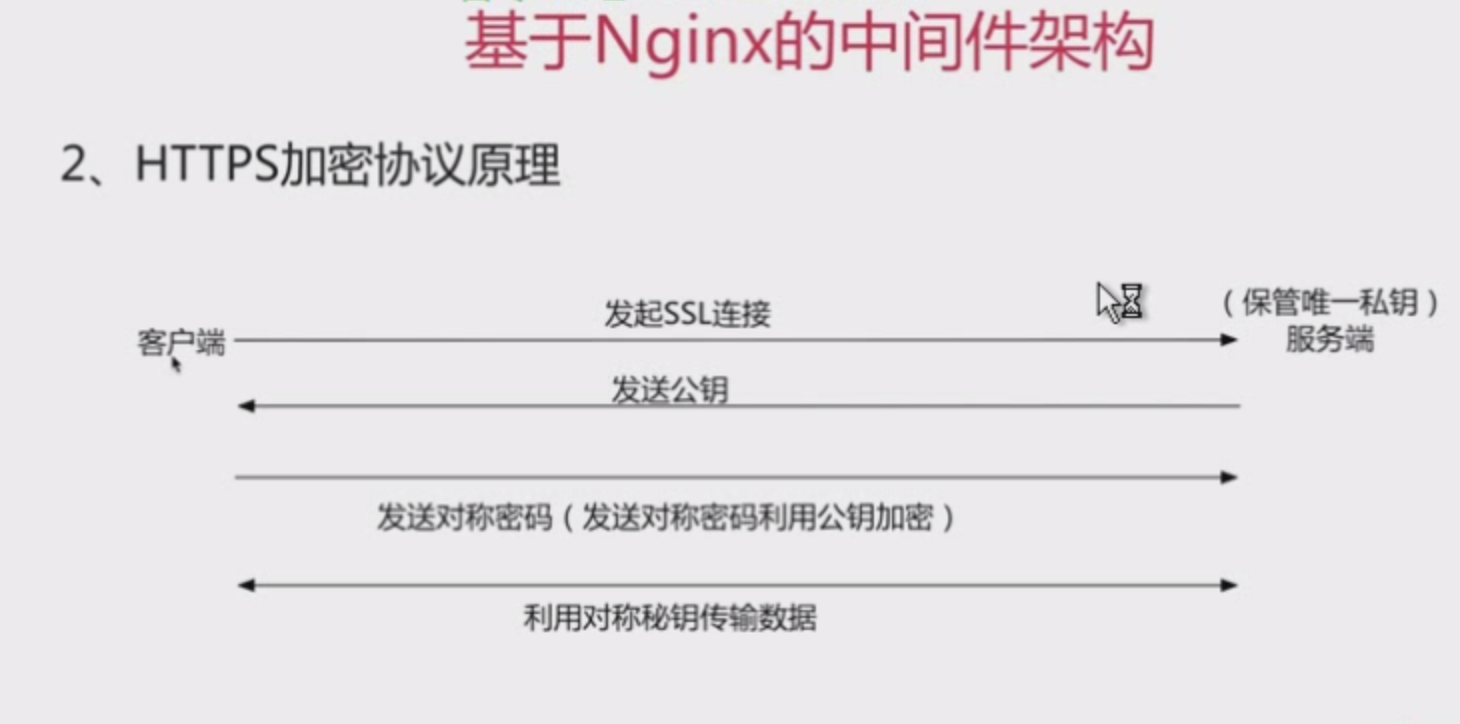 基于Nginx的中间件架构
2、HTTPS加密协议原理
发起SSL连接
（保管唯一私钥）
客户端
服务端
发送公钥
发送对称密码（发送对称密码利用公钥加密）
利用对称秘钥传输数据